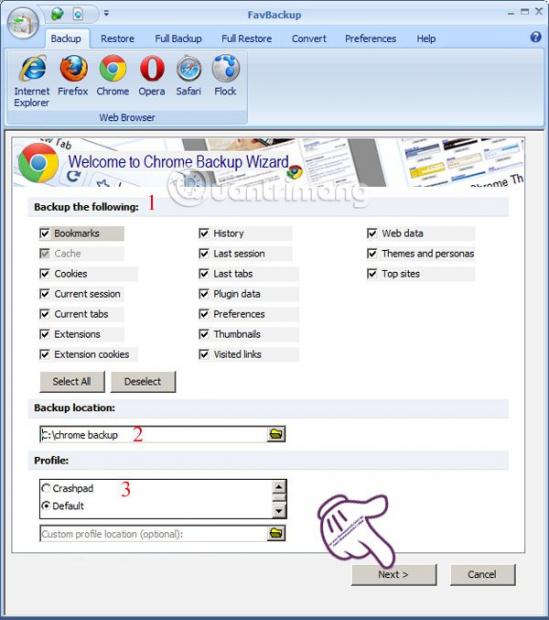 FavBackup
Backup Restore Full Backup Full Restore Convert Preferences Help
Internet Explorer Firefox Chrome Opera Safari Flock
Web Browser
Tab
Welcome to Chrome Backup Wizard
Chrome Th
Quantrimang
Backup the following: 1
Bookmarks History Web data
Cache Last session Themes and personas
Cookies Last tabs Top sites
Current session Plugin data
Current tabs Preferences
Extensions Thumbnails
Extension cookies Visited links
Select All Deselect
Backup location:
C:\chrome backup 2
Profile:
Crashpad 3
Default
Custom profile location (optional):
Next > Cancel